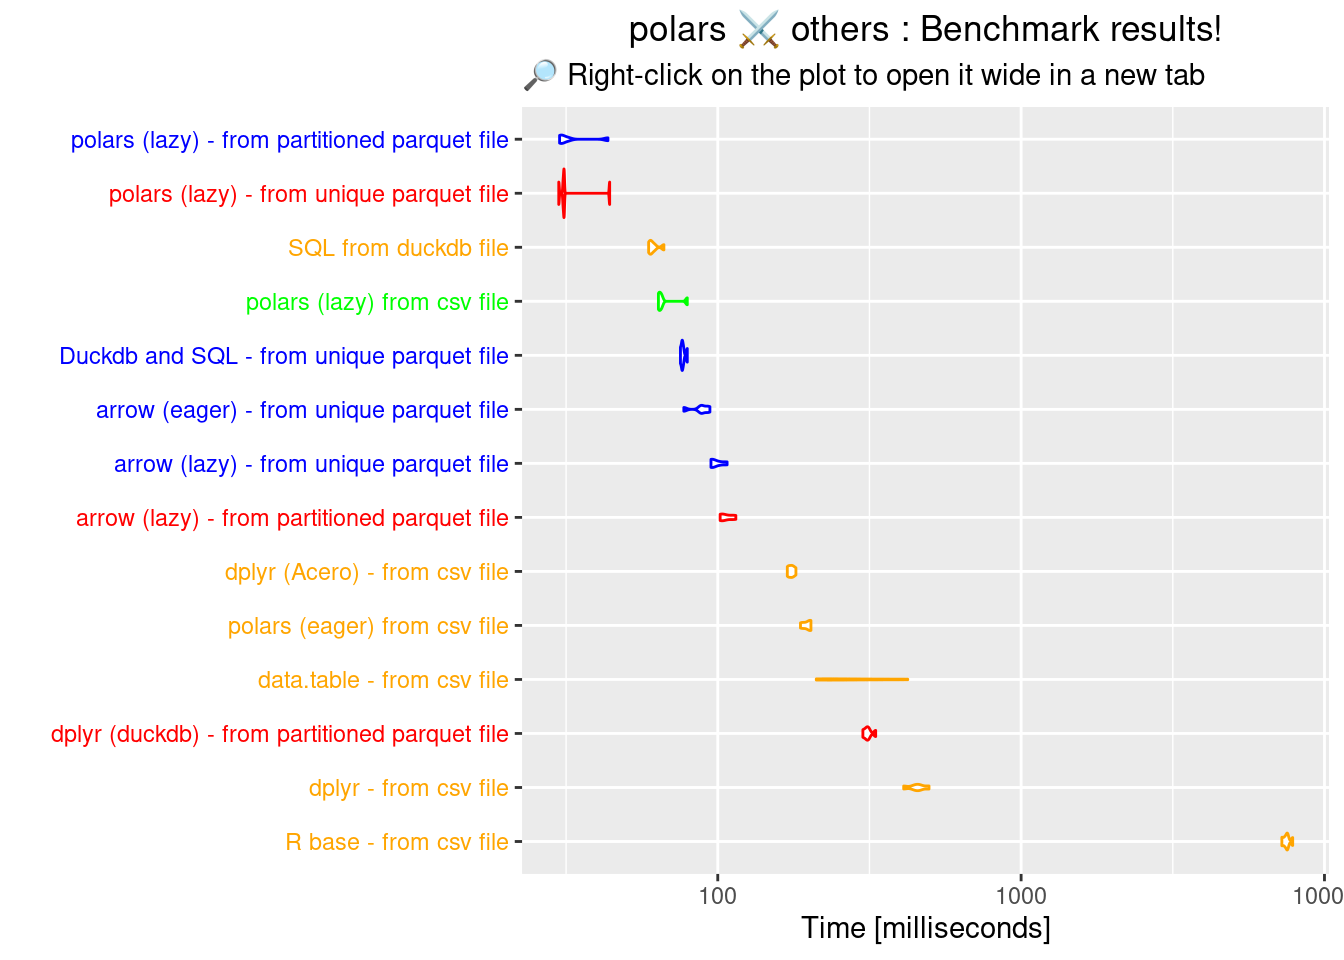 polars ⚔️ others : Benchmark results!
🔎 Right-click on the plot to open it wide in a new tab
polars (lazy) - from partitioned parquet file
polars (lazy) - from unique parquet file
SQL from duckdb file
polars (lazy) from csv file
Duckdb and SQL - from unique parquet file
arrow (eager) - from unique parquet file
arrow (lazy) - from unique parquet file
arrow (lazy) - from partitioned parquet file
dplyr (Acero) - from csv file
polars (eager) from csv file
data.table - from csv file
dplyr (duckdb) - from partitioned parquet file
dplyr - from csv file
R base - from csv file
100 1000 1000
Time [milliseconds]